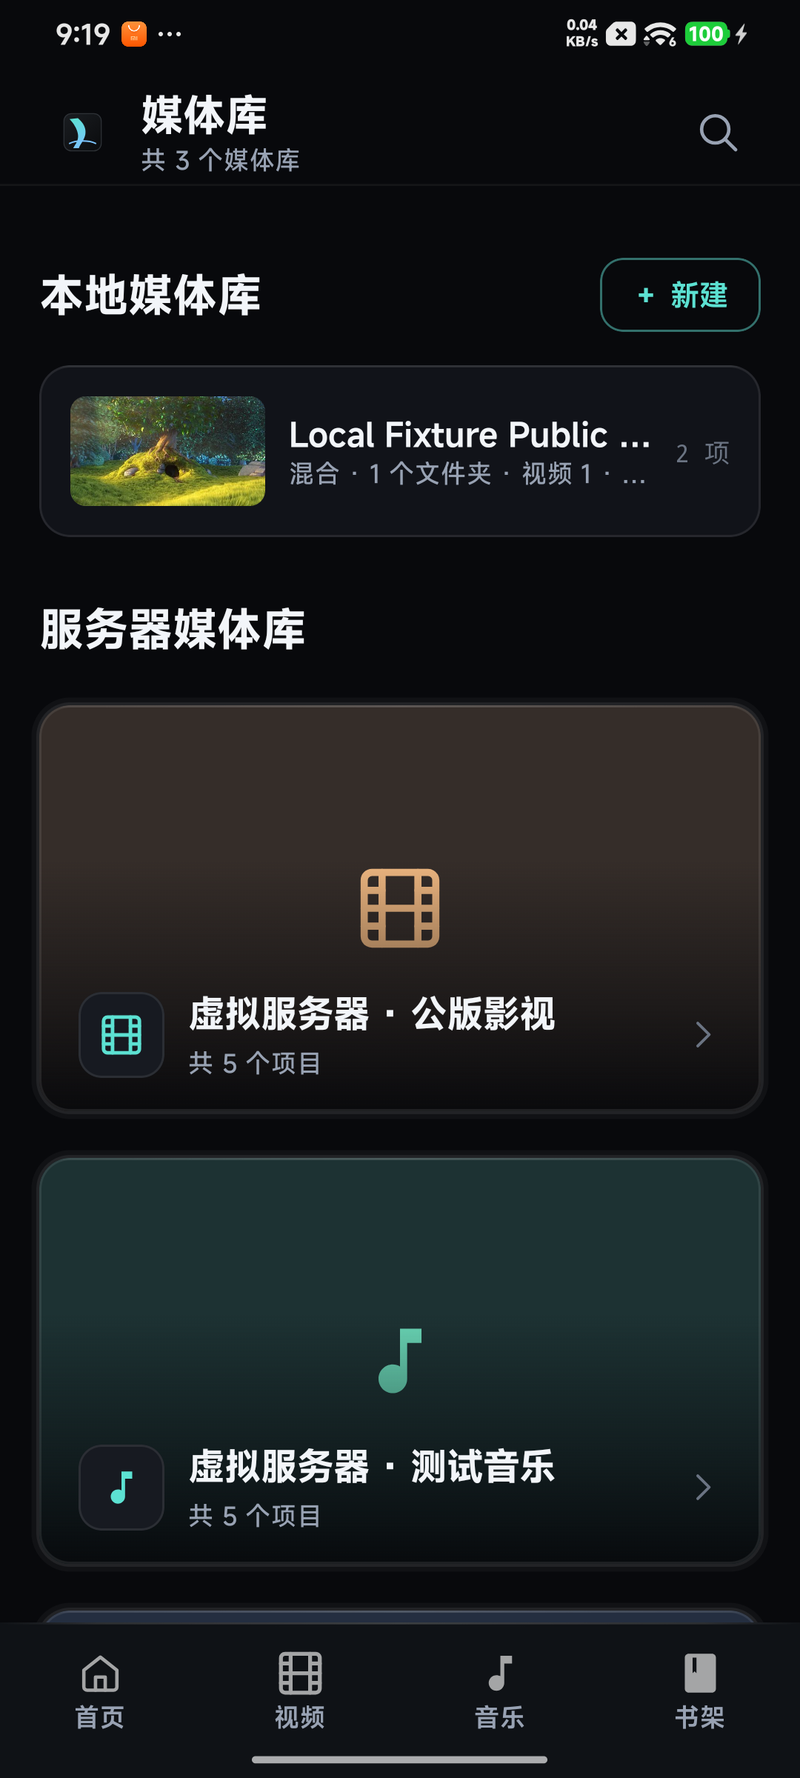 9:19
0.04
KB/s
6
100
媒体库
共 3 个媒体库
本地媒体库
+ 新建
Local Fixture Public ...
混合 · 1 个文件夹 · 视频 1 · ...
2 项
服务器媒体库
虚拟服务器 · 公版影视
共 5 个项目
虚拟服务器 · 测试音乐
共 5 个项目
首页
视频
音乐
书架